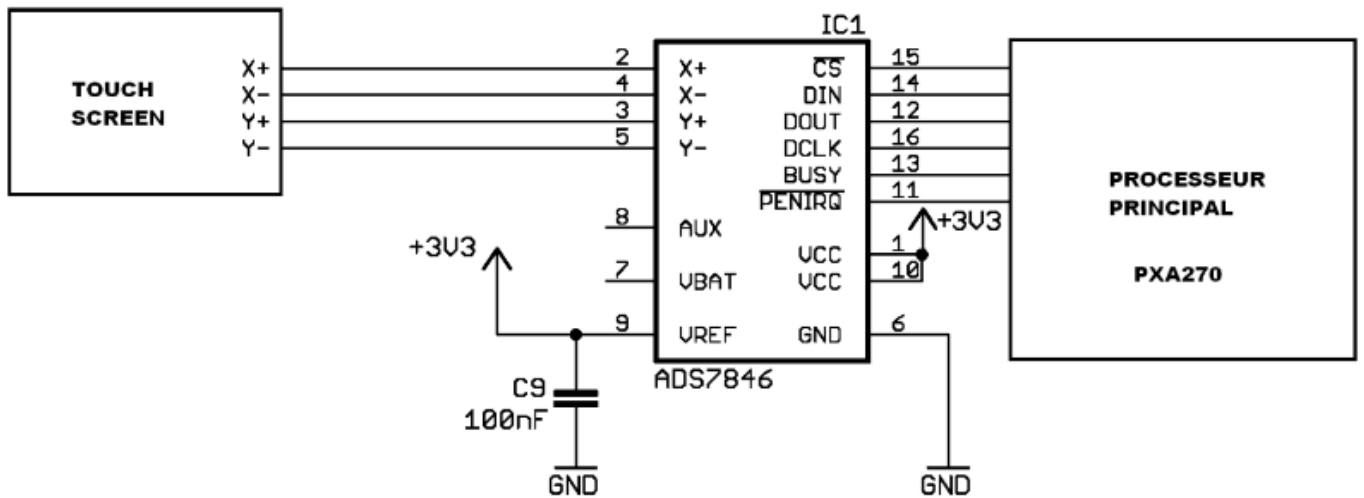 IC1
TOUCH
SCREEN
X+
X-
Y+
Y-
2
4
3
5
X+
X-
Y+
Y-
CS
DIN
DOUT
DCLK
BUSY
PENIRQ
15
14
12
16
13
11
PROCESSEUR
PRINCIPAL
PXA270
8
AUX
+3V3
7
VBAT
9
VREF
VCC
1
+3V3
VCC
10
GND
6
ADS7846
C9
100nF
GND
GND